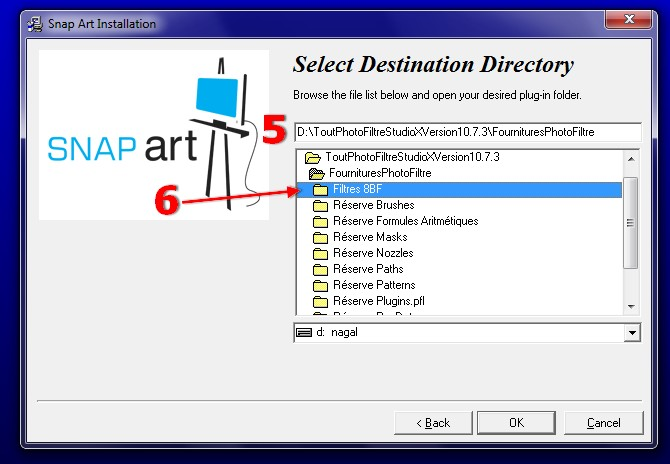 Snap Art Installation
SNAP art
Select Destination Directory
Browse the file list below and open your desired plug-in folder.
5
D:\ToutPhotoFiltreStudioXVersion10.7.3\FournituresPhotoFiltre
ToutPhotoFiltreStudioXVersion10.7.3
FournituresPhotoFiltre
6
Filtres 8BF
Réserve Brushes
Réserve Formules Aritmétiques
Réserve Masks
Réserve Nozzles
Réserve Paths
Réserve Patterns
Réserve Plugins.pfl
d: nagal
< Back
OK
Cancel